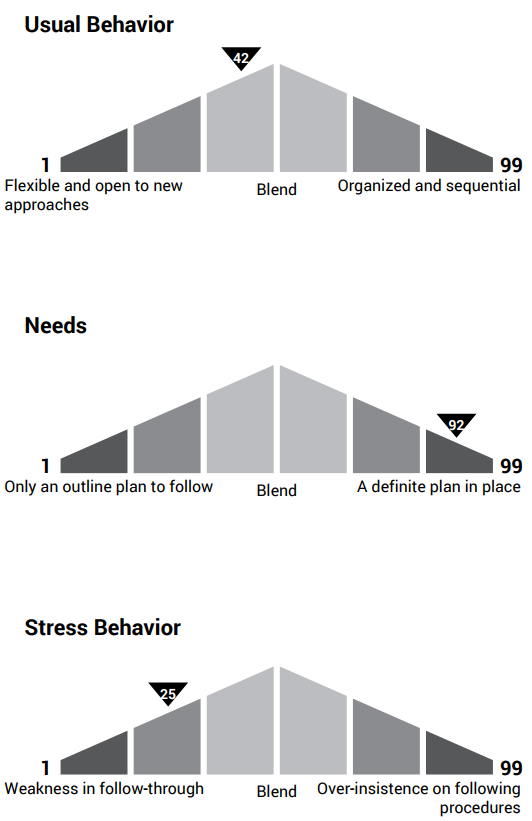 Usual Behavior
42
1
99
Flexible and open to new
approaches
Blend
Organized and sequential
Needs
92
1
99
Only an outline plan to follow
Blend
A definite plan in place
Stress Behavior
25
1
99
Weakness in follow-through
Blend
Over-insistence on following
procedures